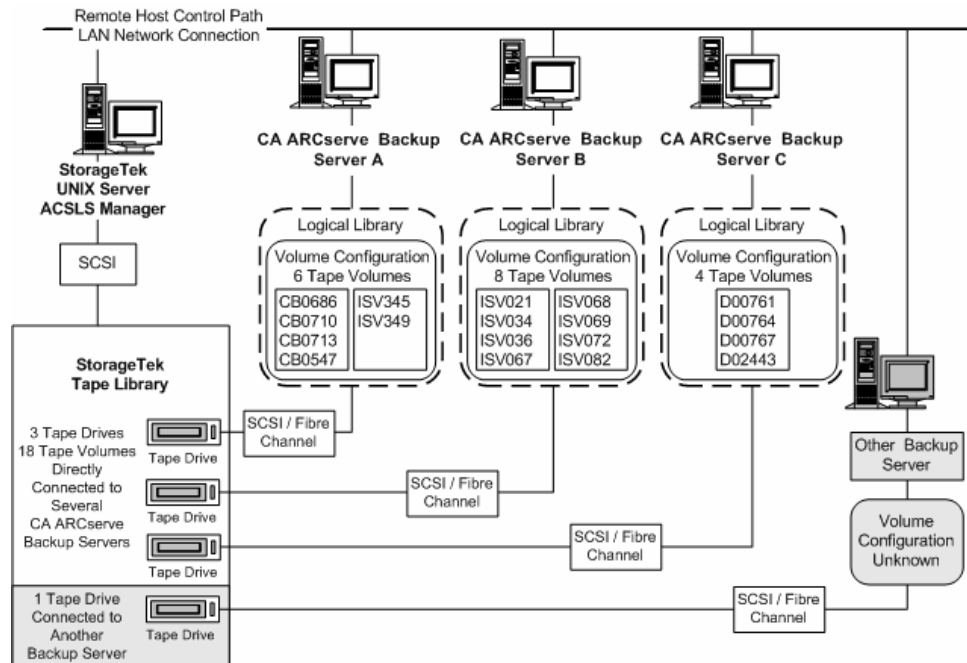 Remote Host Control Path
LAN Network Connection
StorageTek
UNIX Server
ACSLS Manager
SCSI
CA ARCserve Backup
Server A
Logical Library
Volume Configuration
6 Tape Volumes
CB0686
CB0710
CB0713
CB0547
ISV345
ISV349
CA ARCserve Backup
Server B
Logical Library
Volume Configuration
8 Tape Volumes
ISV021
ISV034
ISV036
ISV067
ISV068
ISV069
ISV072
ISV082
CA ARCserve Backup
Server C
Logical Library
Volume Configuration
4 Tape Volumes
D00761
D00764
D00767
D02443
StorageTek
Tape Library
3 Tape Drives
18 Tape Volumes
Directly
Connected to
Several
CA ARCserve
Backup Servers
Tape Drive
Tape Drive
Tape Drive
SCSI / Fibre
Channel
SCSI / Fibre
Channel
SCSI / Fibre
Channel
Other Backup
Server
Volume
Configuration
Unknown
1 Tape Drive
Connected to
Another
Backup Server
Tape Drive
SCSI / Fibre
Channel